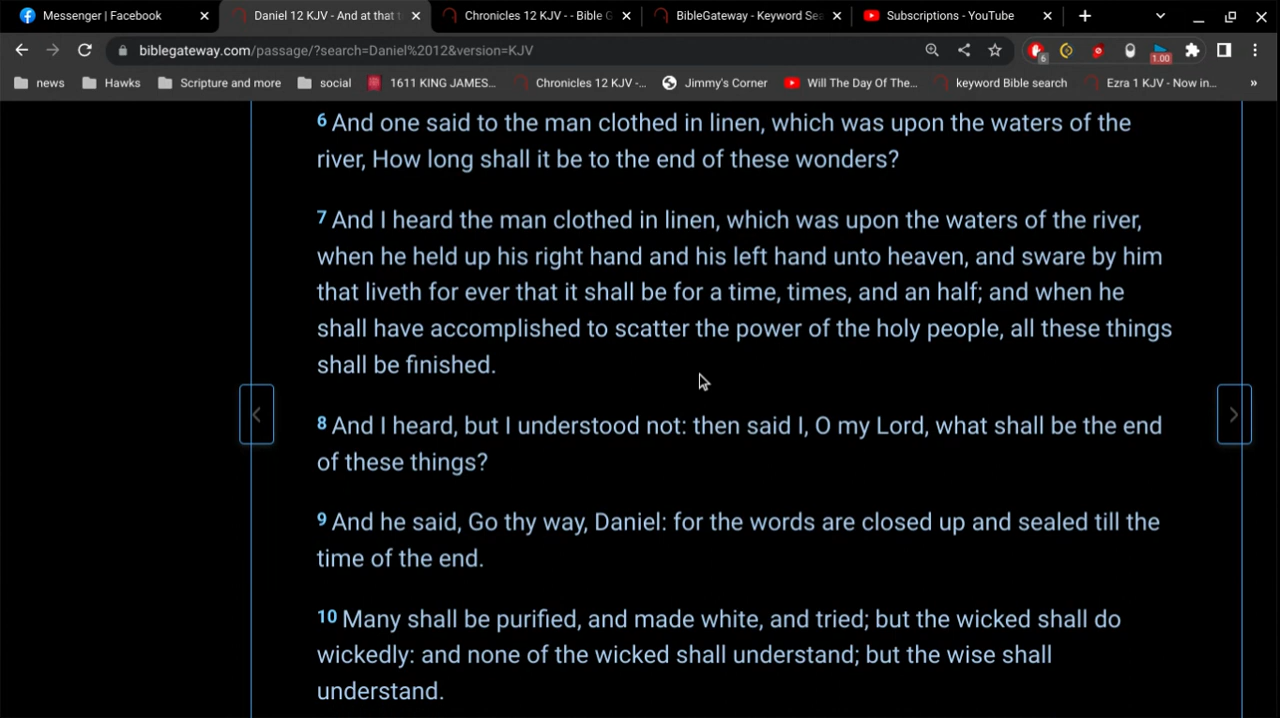 Messenger | Facebook
Daniel 12 KJV - And at that t
Chronicles 12 KJV - - Bible G
BibleGateway - Keyword Sea
Subscriptions - YouTube
biblegateway.com/passage/?search=Daniel%2012&version=KJV
6
1.00
news
Hawks
Scripture and more
social
1611 KING JAMES...
Chronicles 12 KJV -...
Jimmy's Corner
Will The Day Of The...
keyword Bible search
Ezra 1 KJV - Now in...
»
6 And one said to the man clothed in linen, which was upon the waters of the
river, How long shall it be to the end of these wonders?
7 And I heard the man clothed in linen, which was upon the waters of the river,
when he held up his right hand and his left hand unto heaven, and sware by him
that liveth for ever that it shall be for a time, times, and an half; and when he
shall have accomplished to scatter the power of the holy people, all these things
shall be finished.
8 And I heard, but I understood not: then said I, O my Lord, what shall be the end
of these things?
9 And he said, Go thy way, Daniel: for the words are closed up and sealed till the
time of the end.
10 Many shall be purified, and made white, and tried; but the wicked shall do
wickedly: and none of the wicked shall understand; but the wise shall
understand.